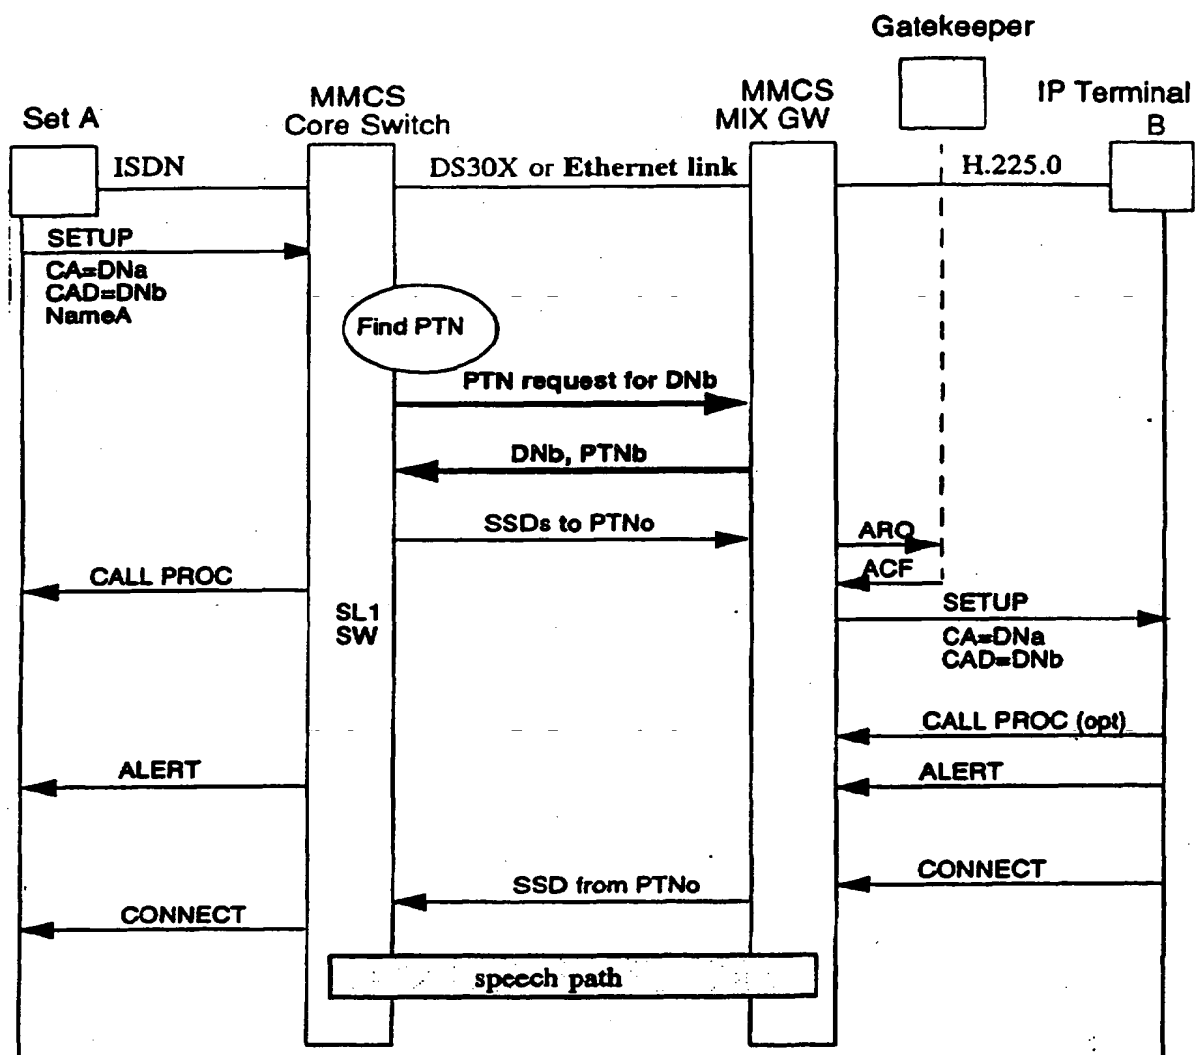 Gatekeeper
Set A
MMCS
Core Switch
MMCS
MIX GW
IP Terminal
B
ISDN
DS30X or Ethernet link
H.225.0
SETUP
CA=DNa
CAD=DNb
NameA
Find PTN
PTN request for DNb
DNb, PTNb
SSDs to PTNo
ARQ
ACF
CALL PROC
SL1
SW
SETUP
CA=DNa
CAD=DNb
CALL PROC (opt)
ALERT
ALERT
CONNECT
SSD from PTNo
CONNECT
speech path